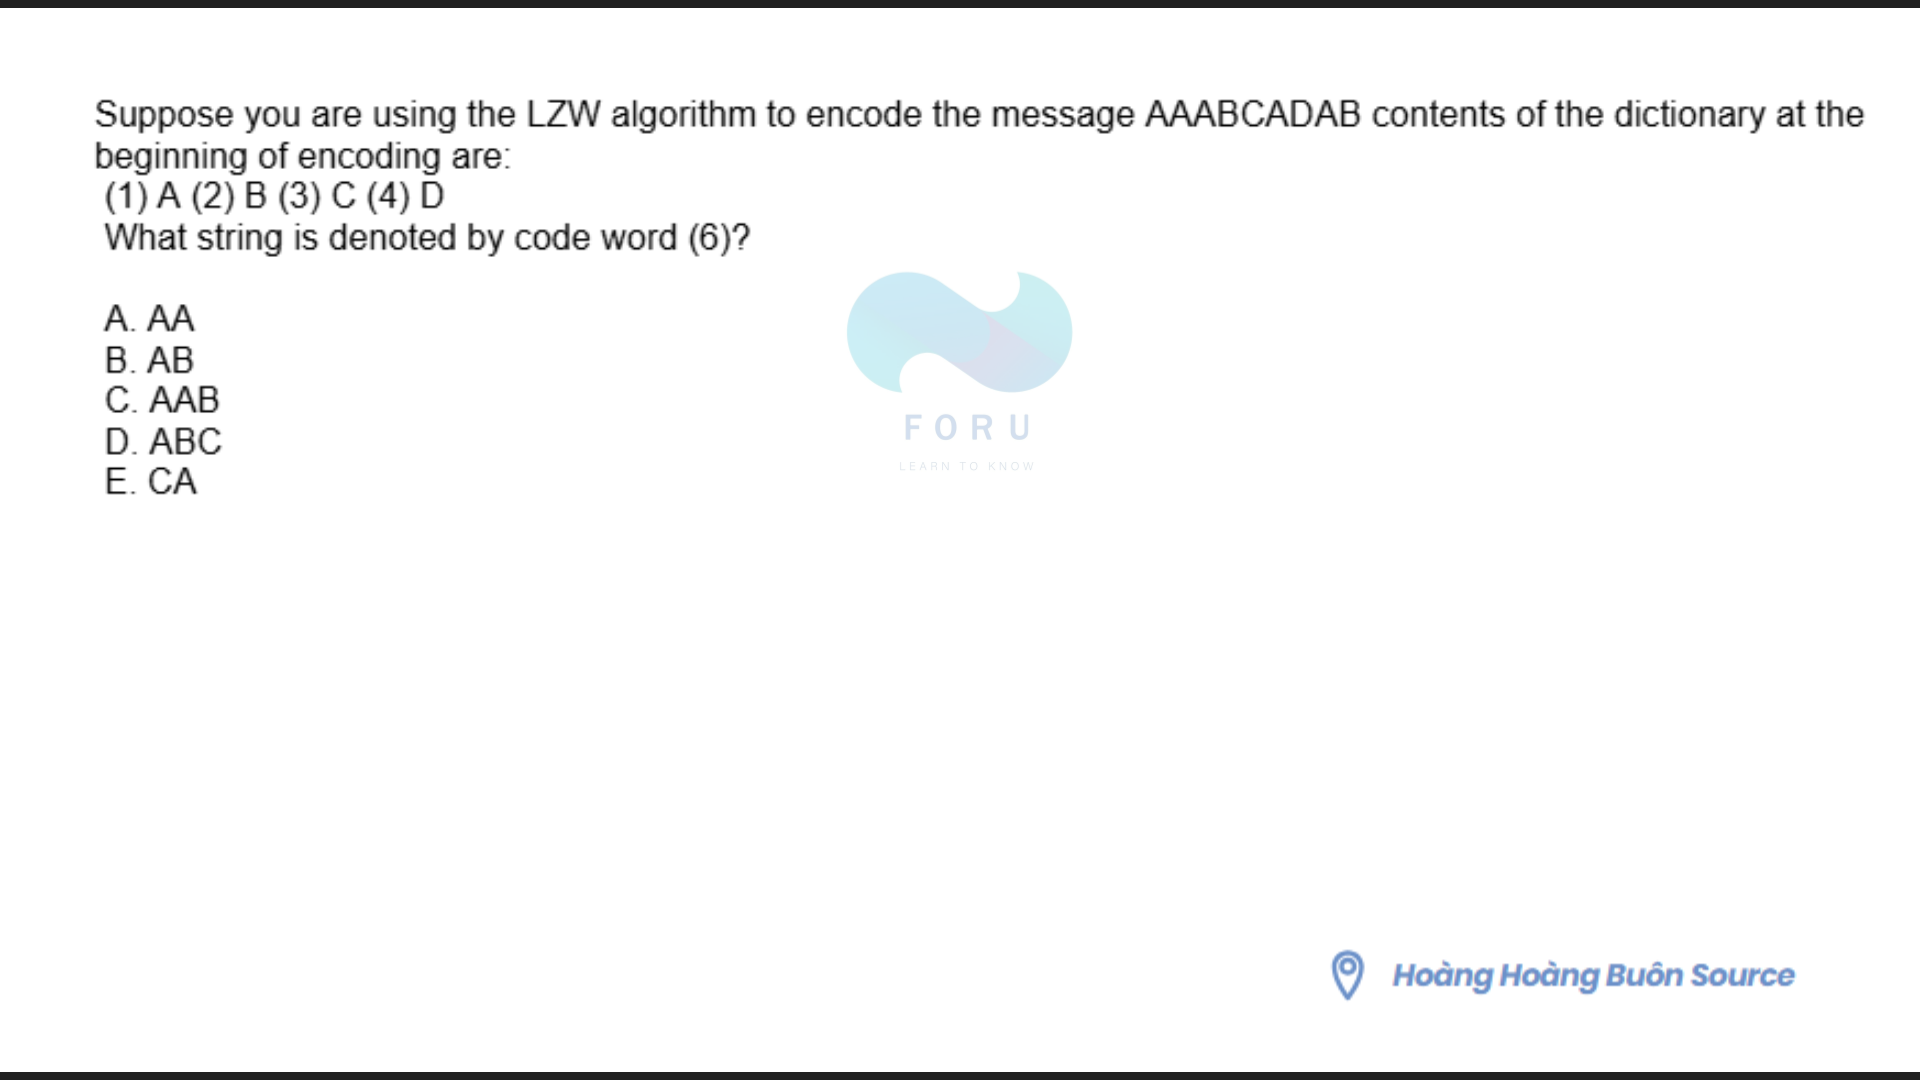 Suppose you are using the LZW algorithm to encode the message AAABCADAB contents of the dictionary at the
beginning of encoding are:
(1) A (2) B (3) C (4) D
What string is denoted by code word (6)?
A. AA
B. AB
C. AAB
D. ABC
E. CA
FORU
LEARN TO KNOW
Hoàng Hoàng Buôn Source